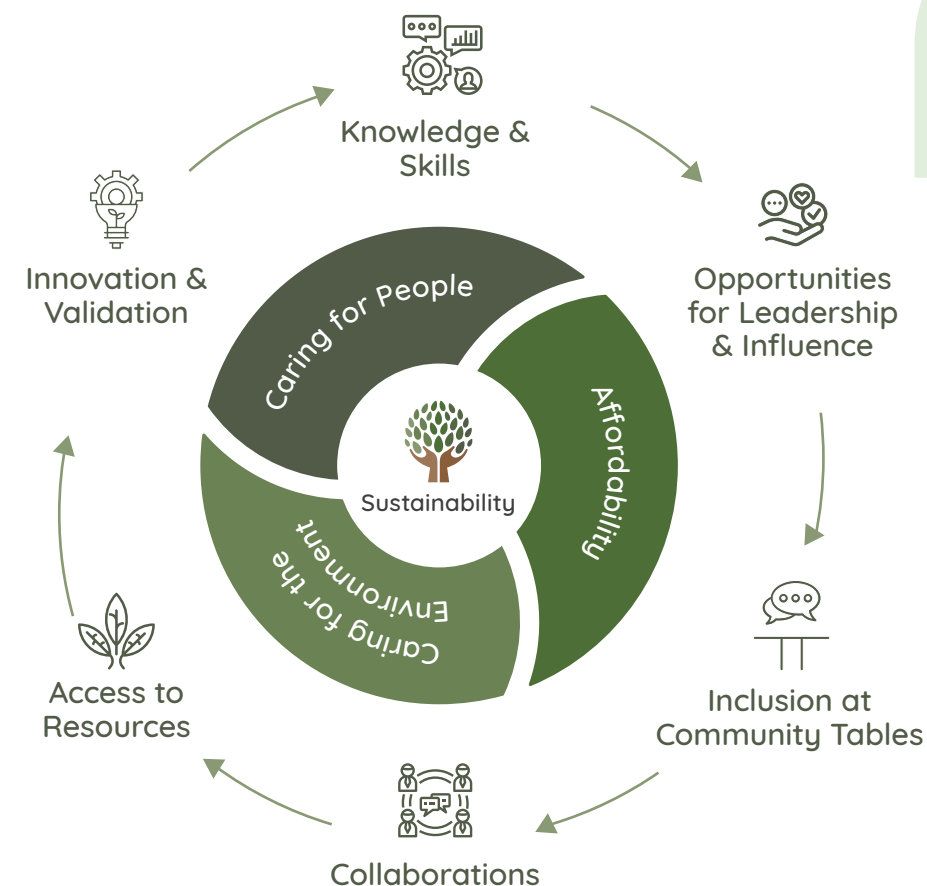 Knowledge &
Skills
Opportunities
for Leadership
& Influence
Inclusion at
Community Tables
Collaborations
Access to
Resources
Innovation &
Validation
Caring for People
Affordability
Caring for the
Environment
Sustainability